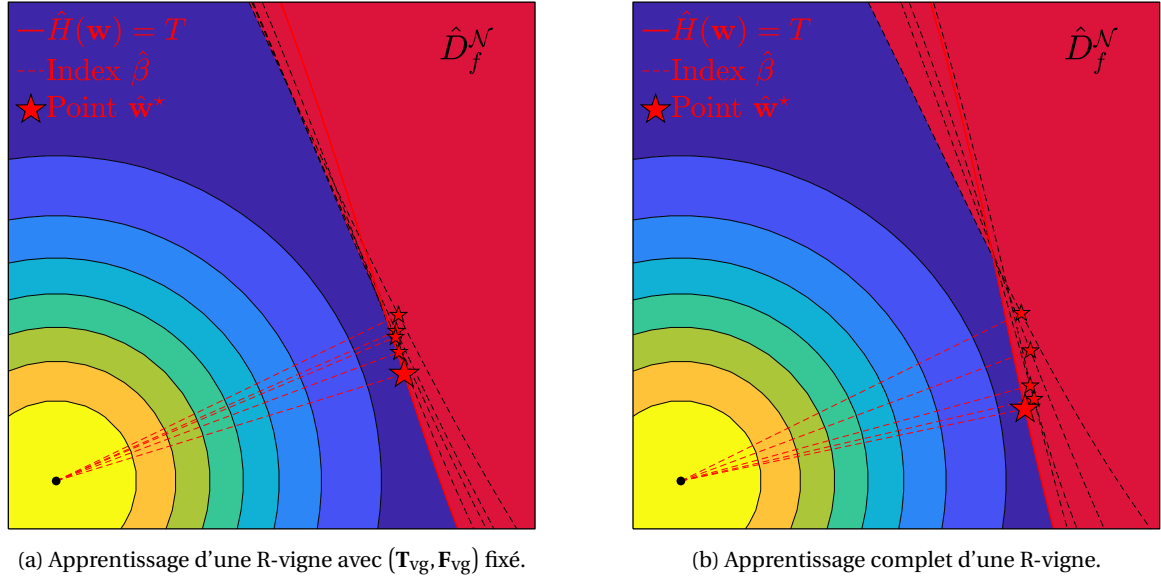 Ĥ(𝐰) = T
Index β̂
Point 𝐰̂⋆
D̂_f^𝒩
(a) Apprentissage d'une R-vigne avec (𝐓_vg, 𝐅_vg) fixé.
Ĥ(𝐰) = T
Index β̂
Point 𝐰̂⋆
D̂_f^𝒩
(b) Apprentissage complet d'une R-vigne.